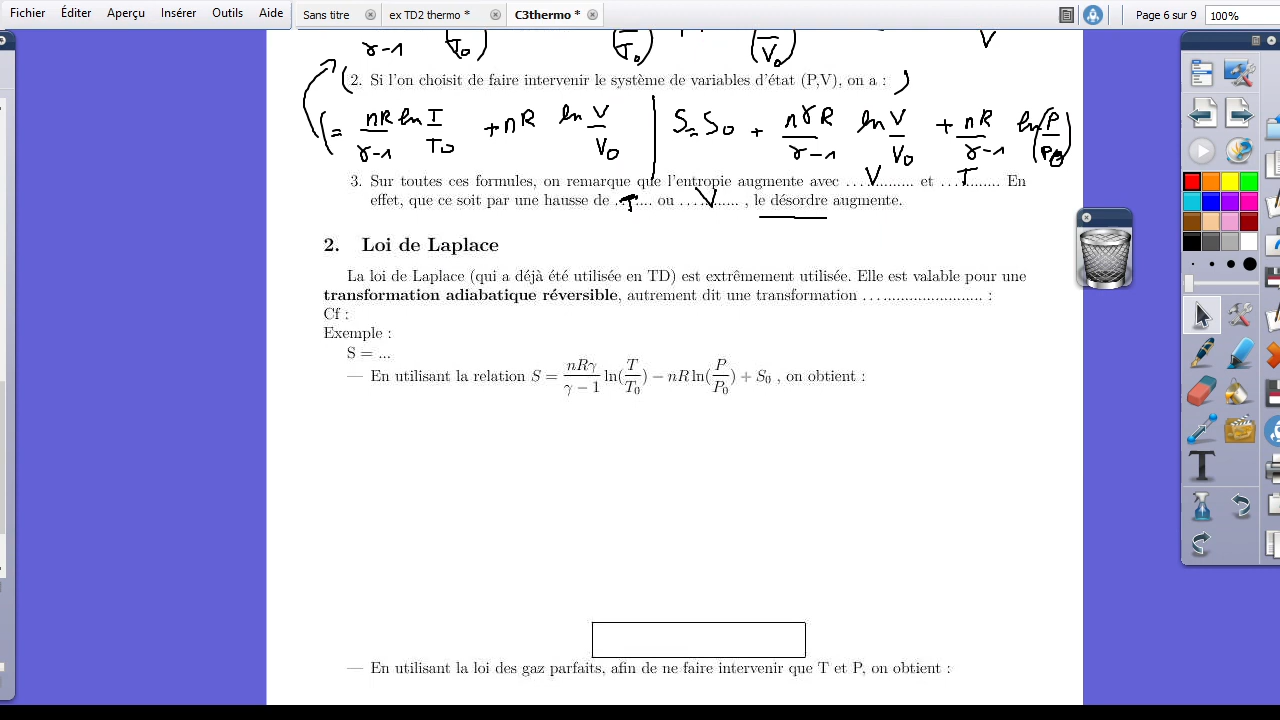 Fichier Éditer Aperçu Insérer Outils Aide Sans titre ex TD2 thermo * C3thermo * Page 6 sur 9 100%
γ-1 T₀) T₀) V₀) V
(2. Si l'on choisit de faire intervenir le système de variables d'état (P,V), on a : )
(= nR/γ-1 ln T/T₀ + nR ln V/V₀ | S = S₀ + nγR/γ-1 ln V/V₀ + nR/γ-1 ln(P/P₀)
3. Sur toutes ces formules, on remarque que l'entropie augmente avec ... V ........ et ... T ....... En
effet, que ce soit par une hausse de .. T .... ou ... V ........ , le désordre augmente.
2. Loi de Laplace
La loi de Laplace (qui a déjà été utilisée en TD) est extrêmement utilisée. Elle est valable pour une
transformation adiabatique réversible, autrement dit une transformation .......................... :
Cf :
Exemple :
S = ...
— En utilisant la relation S = nRγ/γ − 1 ln(T/T₀) − nR ln(P/P₀) + S₀ , on obtient :
— En utilisant la loi des gaz parfaits, afin de ne faire intervenir que T et P, on obtient :
T